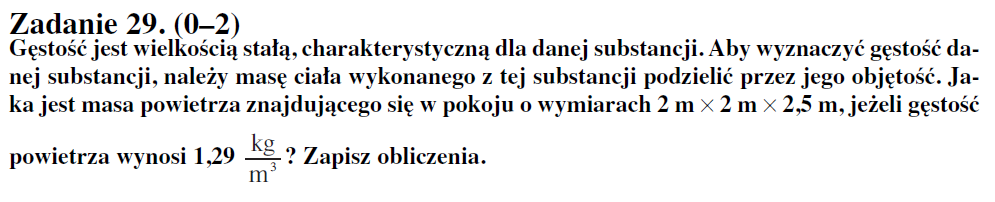 Zadanie 29. (0–2)
Gęstość jest wielkością stałą, charakterystyczną dla danej substancji. Aby wyznaczyć gęstość da-
nej substancji, należy masę ciała wykonanego z tej substancji podzielić przez jego objętość. Ja-
ka jest masa powietrza znajdującego się w pokoju o wymiarach 2 m × 2 m × 2,5 m, jeżeli gęstość
powietrza wynosi 1,29 kg/m³ ? Zapisz obliczenia.